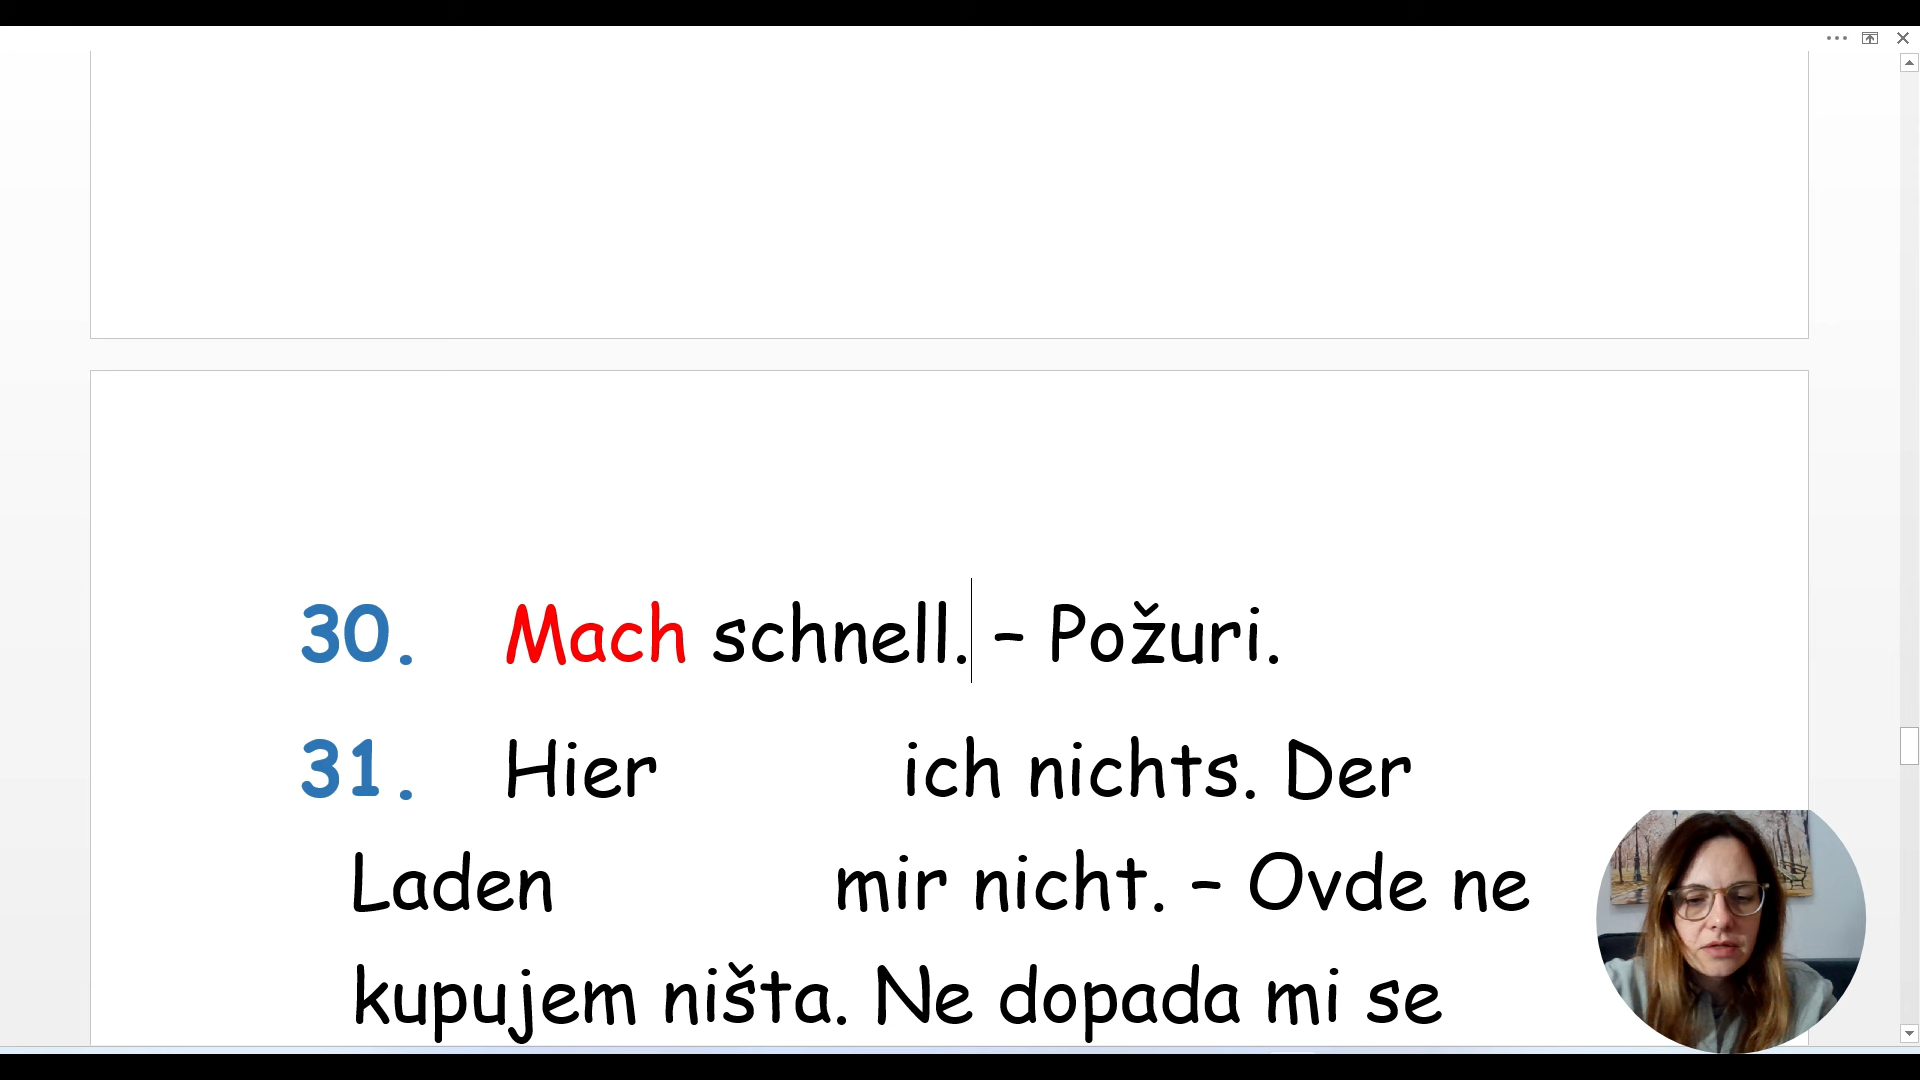 30. Mach schnell. – Požuri.
31. Hier ich nichts. Der
Laden mir nicht. – Ovde ne
kupujem ništa. Ne dopada mi se